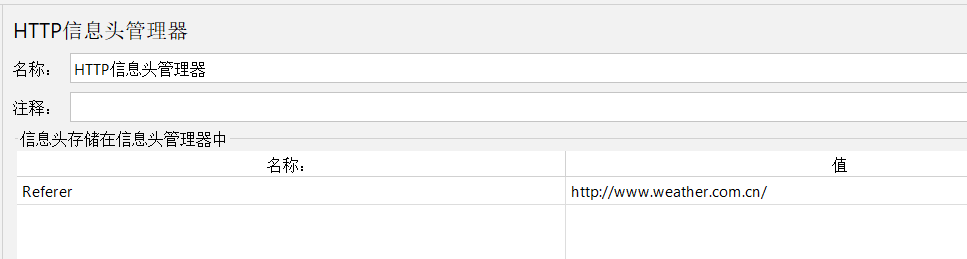 HTTP信息头管理器
名称： HTTP信息头管理器
注释：
信息头存储在信息头管理器中
名称： 值
Referer http://www.weather.com.cn/